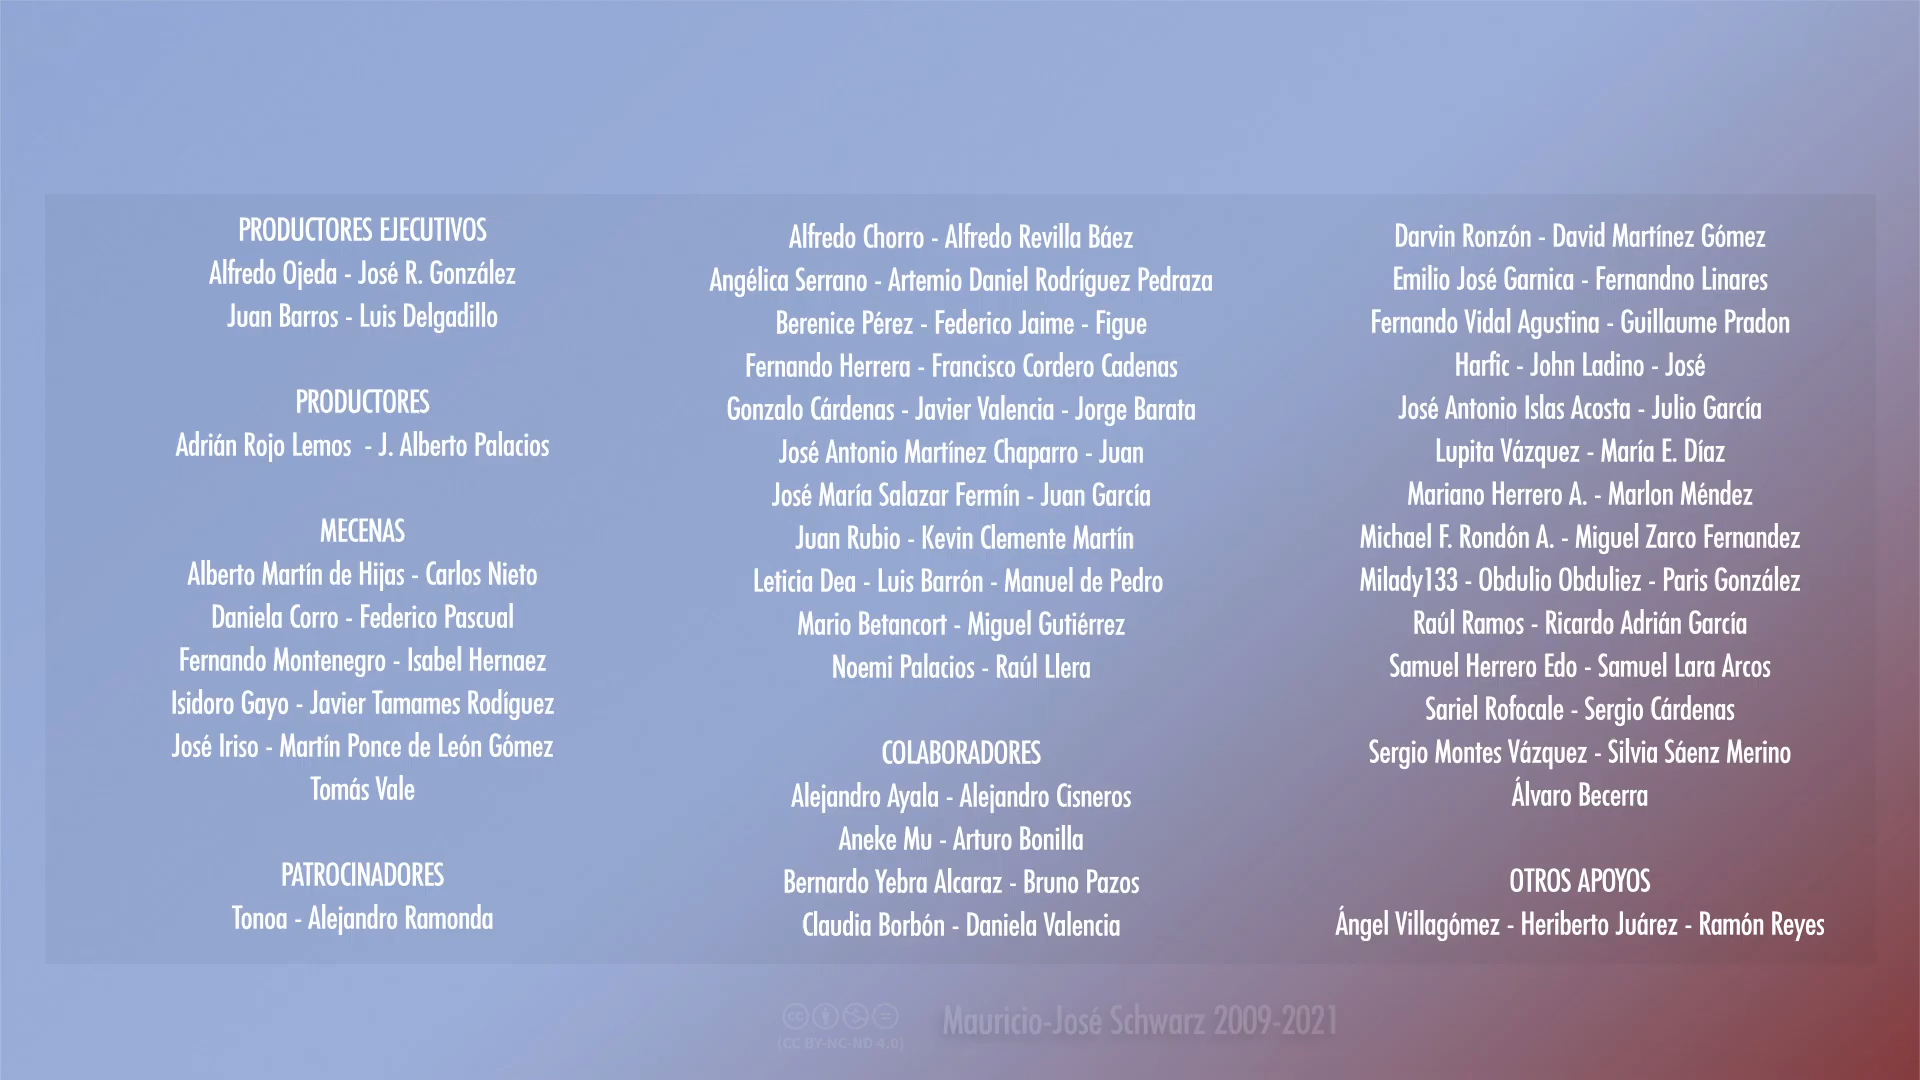 PRODUCTORES EJECUTIVOS
Alfredo Ojeda - José R. González
Juan Barros - Luis Delgadillo
PRODUCTORES
Adrián Rojo Lemos  - J. Alberto Palacios
MECENAS
Alberto Martín de Hijas - Carlos Nieto
Daniela Corro - Federico Pascual
Fernando Montenegro - Isabel Hernaez
Isidoro Gayo - Javier Tamames Rodíguez
José Iriso - Martín Ponce de León Gómez
Tomás Vale
PATROCINADORES
Tonoa - Alejandro Ramonda
Alfredo Chorro - Alfredo Revilla Báez
Angélica Serrano - Artemio Daniel Rodríguez Pedraza
Berenice Pérez - Federico Jaime - Figue
Fernando Herrera - Francisco Cordero Cadenas
Gonzalo Cárdenas - Javier Valencia - Jorge Barata
José Antonio Martínez Chaparro - Juan
José María Salazar Fermín - Juan García
Juan Rubio - Kevin Clemente Martín
Leticia Dea - Luis Barrón - Manuel de Pedro
Mario Betancort - Miguel Gutiérrez
Noemi Palacios - Raúl Llera
COLABORADORES
Alejandro Ayala - Alejandro Cisneros
Aneke Mu - Arturo Bonilla
Bernardo Yebra Alcaraz - Bruno Pazos
Claudia Borbón - Daniela Valencia
Darvin Ronzón - David Martínez Gómez
Emilio José Garnica - Fernandno Linares
Fernando Vidal Agustina - Guillaume Pradon
Harfic - John Ladino - José
José Antonio Islas Acosta - Julio García
Lupita Vázquez - María E. Díaz
Mariano Herrero A. - Marlon Méndez
Michael F. Rondón A. - Miguel Zarco Fernandez
Milady133 - Obdulio Obduliez - Paris González
Raúl Ramos - Ricardo Adrián García
Samuel Herrero Edo - Samuel Lara Arcos
Sariel Rofocale - Sergio Cárdenas
Sergio Montes Vázquez - Silvia Sáenz Merino
Álvaro Becerra
OTROS APOYOS
Ángel Villagómez - Heriberto Juárez - Ramón Reyes
(CC BY-NC-ND 4.0)
Mauricio-José Schwarz 2009-2021